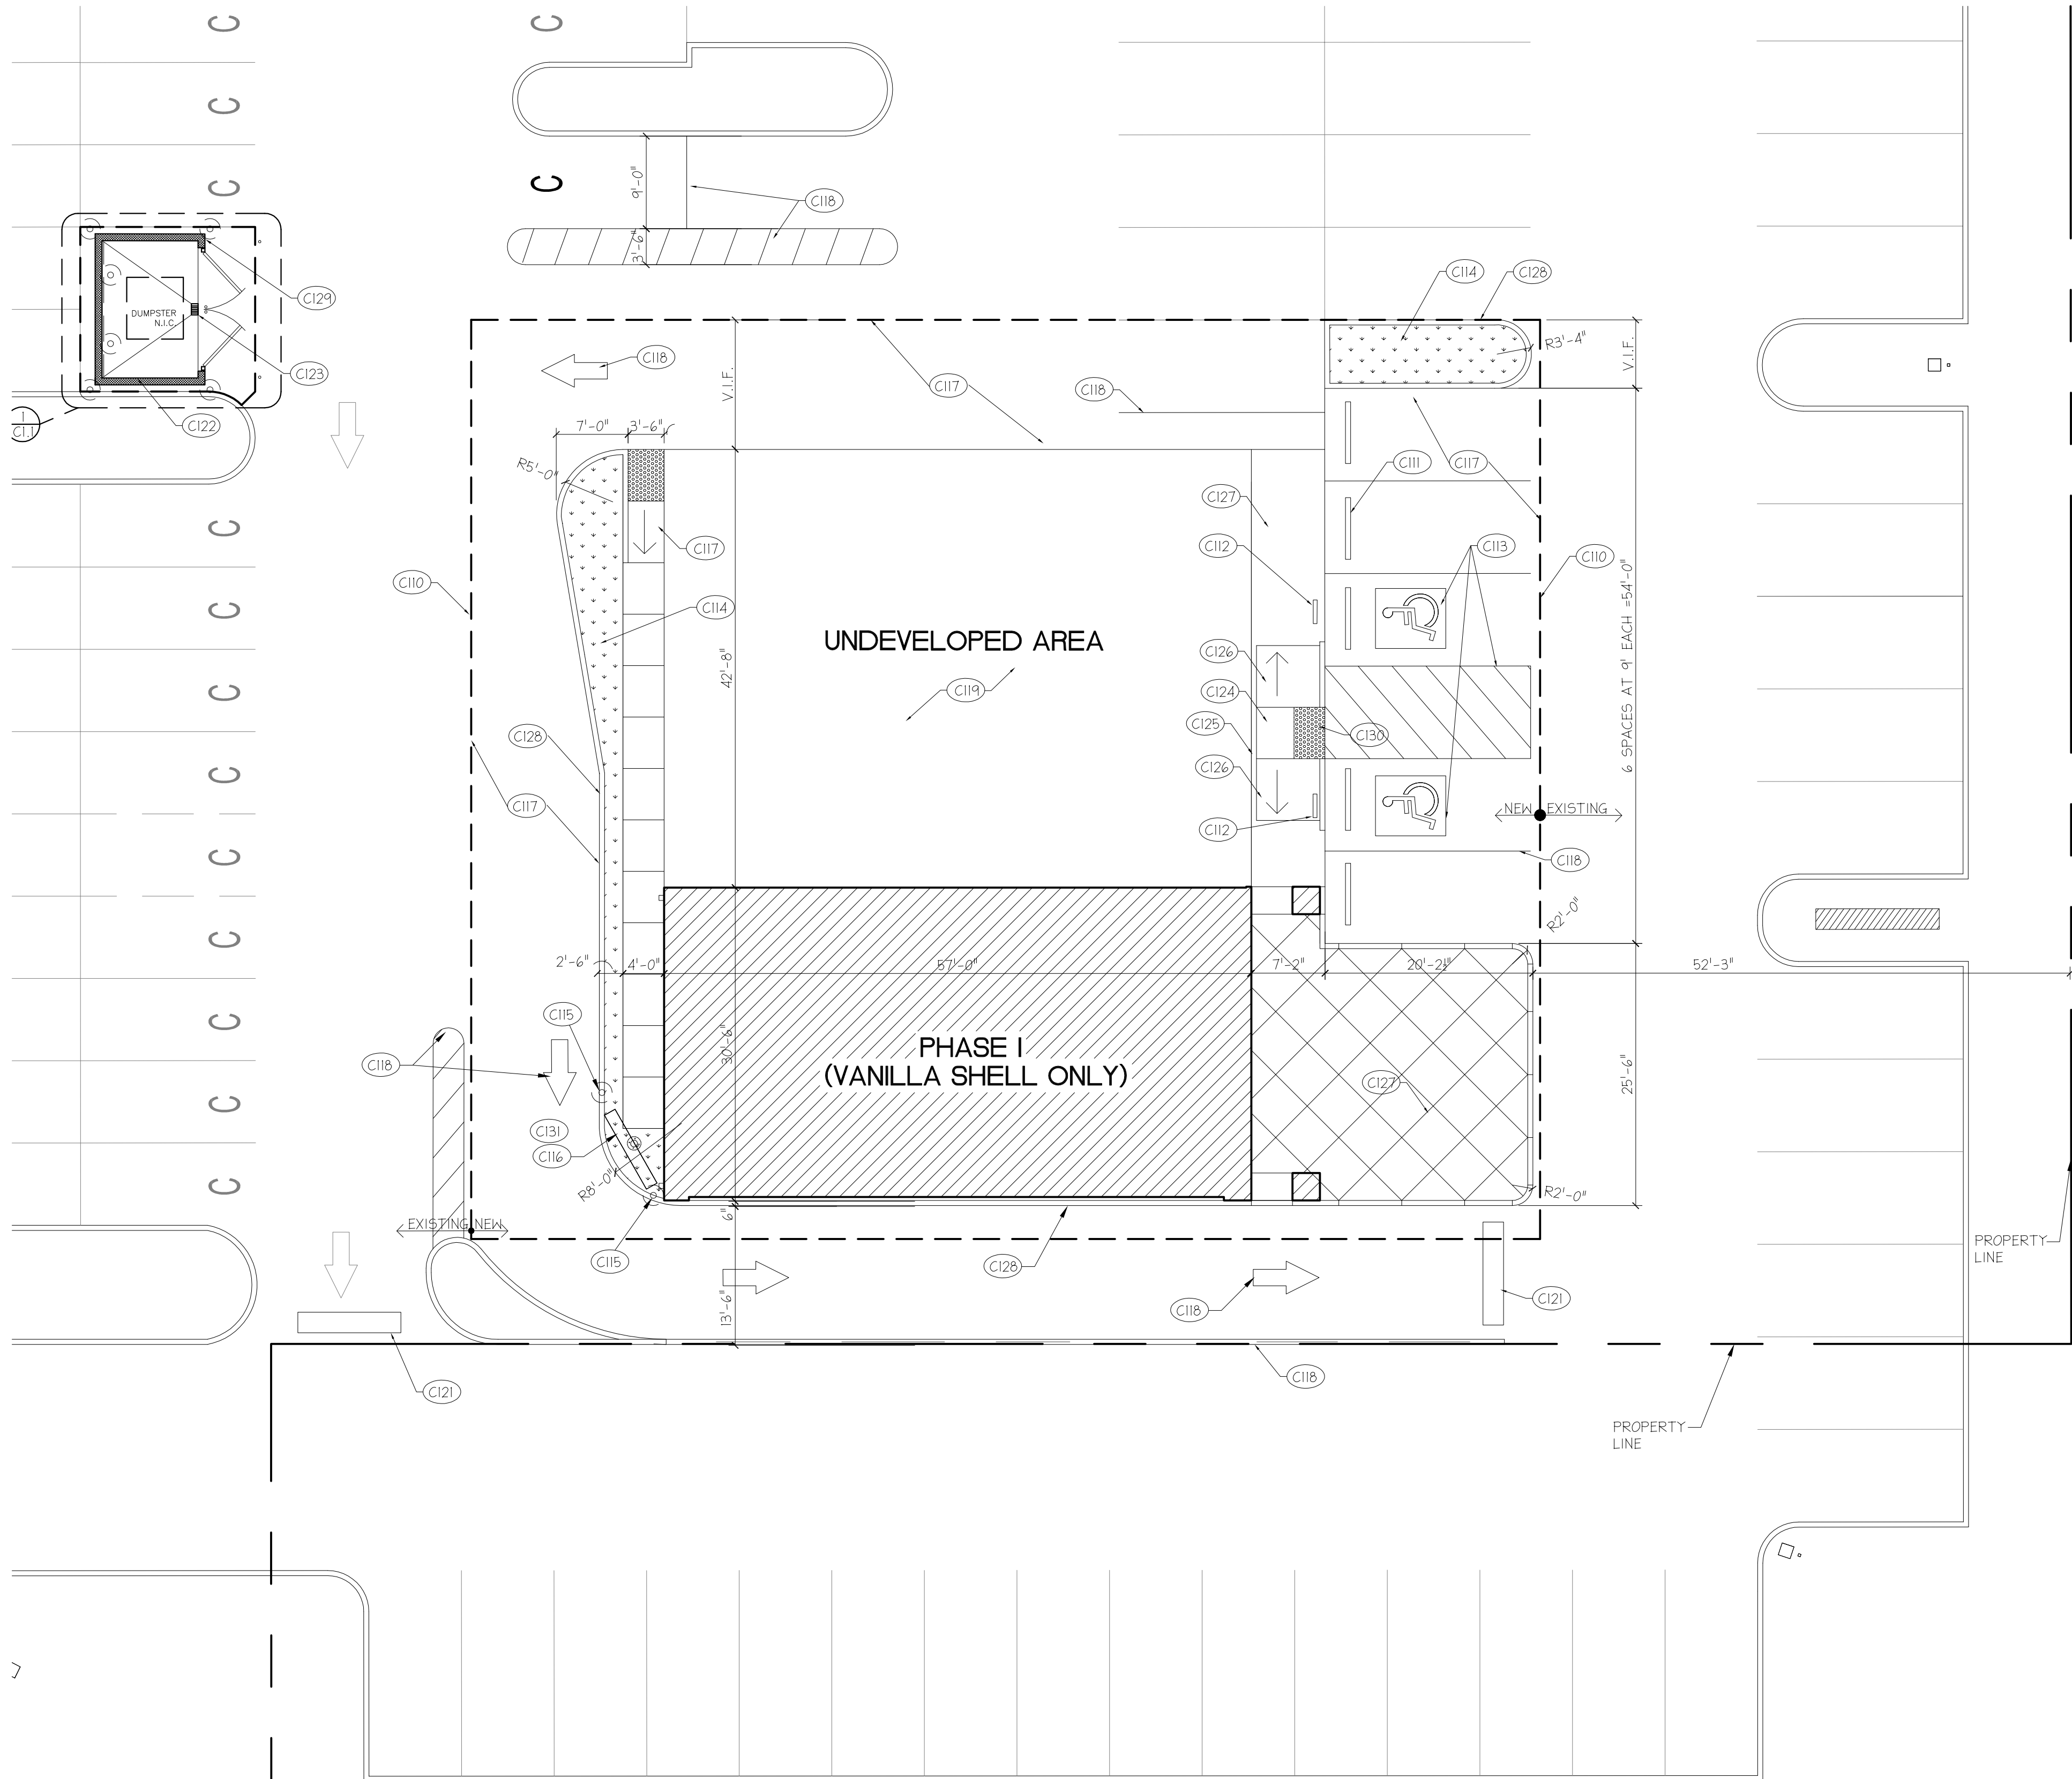 C
C
C
C
C
C
9'-0"
C118
3'-6"
C129
DUMPSTER
N.I.C.
C123
C122
1
C1.1
C114
C128
R3'-4"
V.I.F.
C118
V.I.F.
C117
C118
7'-0"
3'-6"
R5'-0"
C111
C117
C127
C112
C113
C110
C117
C110
C114
UNDEVELOPED AREA
C119
42'-8"
C126
C124
C125
C130
C126
C112
6 SPACES AT 9' EACH =54'-0"
C128
C117
NEW
EXISTING
C118
C
C
C
C
C
C
C
C
C
R2'-0"
2'-6"
4'-0"
57'-0"
7'-2"
20'-2½"
52'-3"
C115
C118
30'-6"
PHASE I
(VANILLA SHELL ONLY)
C127
25'-6"
C131
C116
R8'-0"
R2'-0"
EXISTING
NEW
6"
C115
C128
PROPERTY
LINE
C118
C121
13'-6"
C118
C121
PROPERTY
LINE